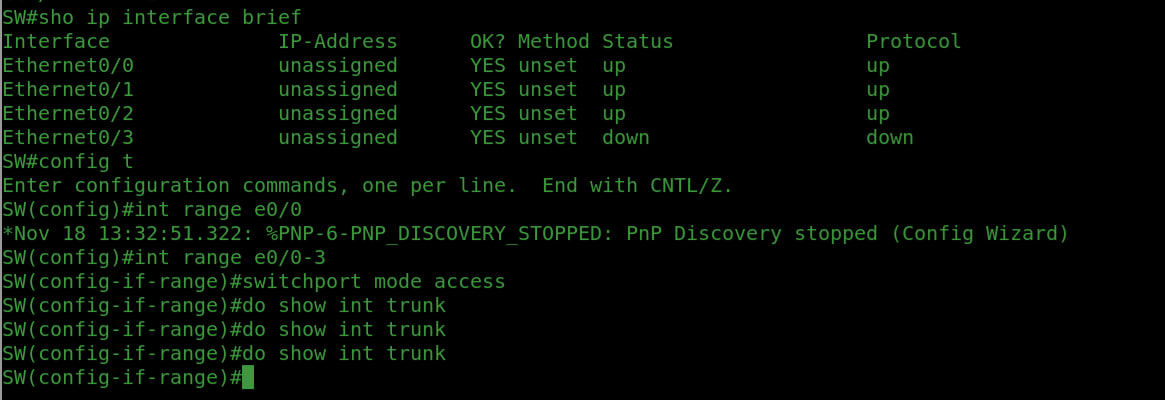 SW#sho ip interface brief
Interface              IP-Address      OK? Method Status                Protocol
Ethernet0/0            unassigned      YES unset  up                    up
Ethernet0/1            unassigned      YES unset  up                    up
Ethernet0/2            unassigned      YES unset  up                    up
Ethernet0/3            unassigned      YES unset  down                  down
SW#config t
Enter configuration commands, one per line.  End with CNTL/Z.
SW(config)#int range e0/0
*Nov 18 13:32:51.322: %PNP-6-PNP_DISCOVERY_STOPPED: PnP Discovery stopped (Config Wizard)
SW(config)#int range e0/0-3
SW(config-if-range)#switchport mode access
SW(config-if-range)#do show int trunk
SW(config-if-range)#do show int trunk
SW(config-if-range)#do show int trunk
SW(config-if-range)#